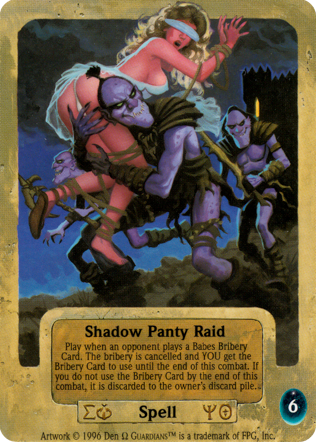 Shadow Panty Raid
Play when an opponent plays a Babes Bribery
Card. The bribery is cancelled and YOU get the
Bribery Card to use until the end of this combat. If
you do not use the Bribery Card by the end of this
combat, it is discarded to the owner's discard pile.
Spell
6
Artwork © 1996 Den Ω GUARDIANS™ is a trademark of FPG, Inc.